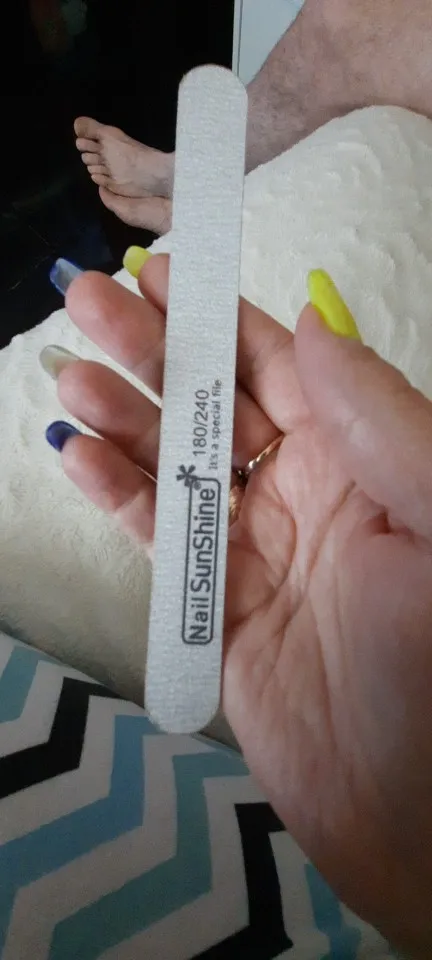 180/240
It's a special file
Nail SunShine